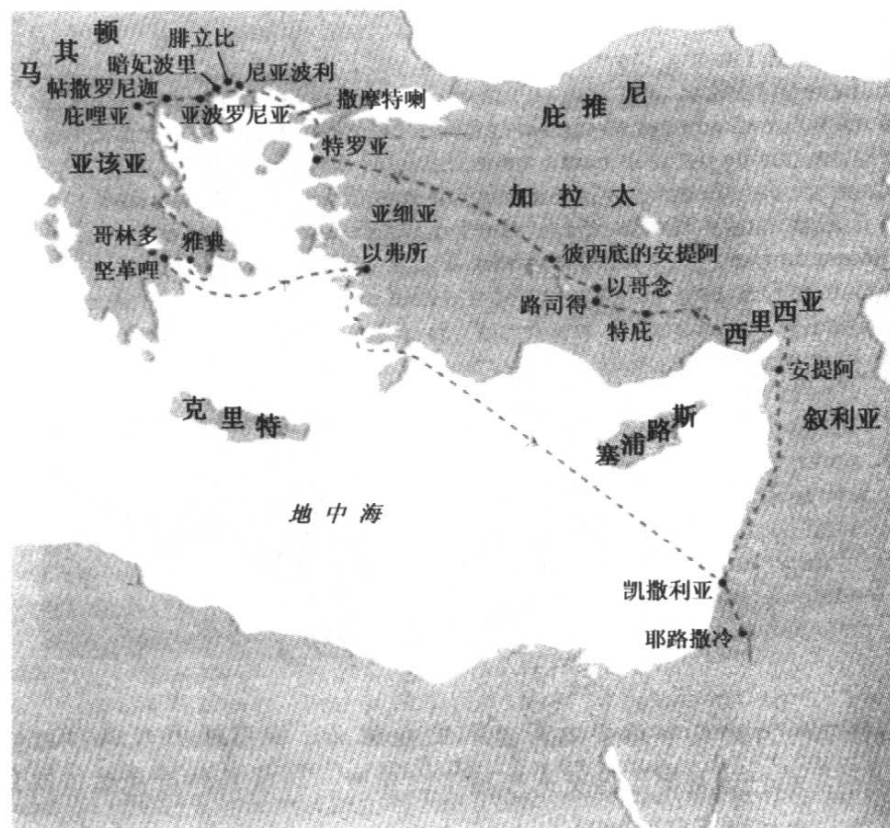 马其顿
腓立比
暗妃波里
尼亚波利
帖撒罗尼迦
亚波罗尼亚
撒摩特喇
庇哩亚
庇推尼
特罗亚
亚该亚
加拉太
亚细亚
哥林多
雅典
以弗所
彼西底的安提阿
坚革哩
以哥念
路司得
特庇
西里西亚
安提阿
克里特
塞浦路斯
叙利亚
地中海
凯撒利亚
耶路撒冷